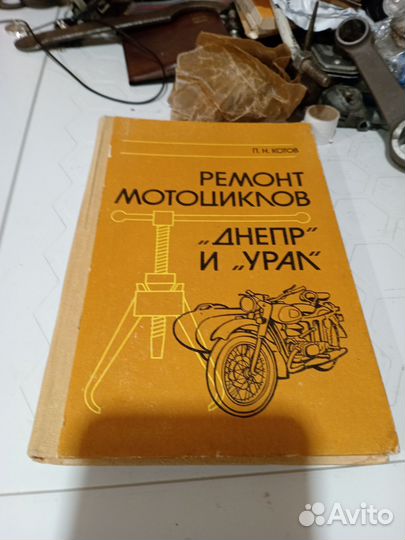 П. Н. КОТОВ
РЕМОНТ
МОТОЦИКЛОВ
„ДНЕПР"
И „УРАЛ"
Avito